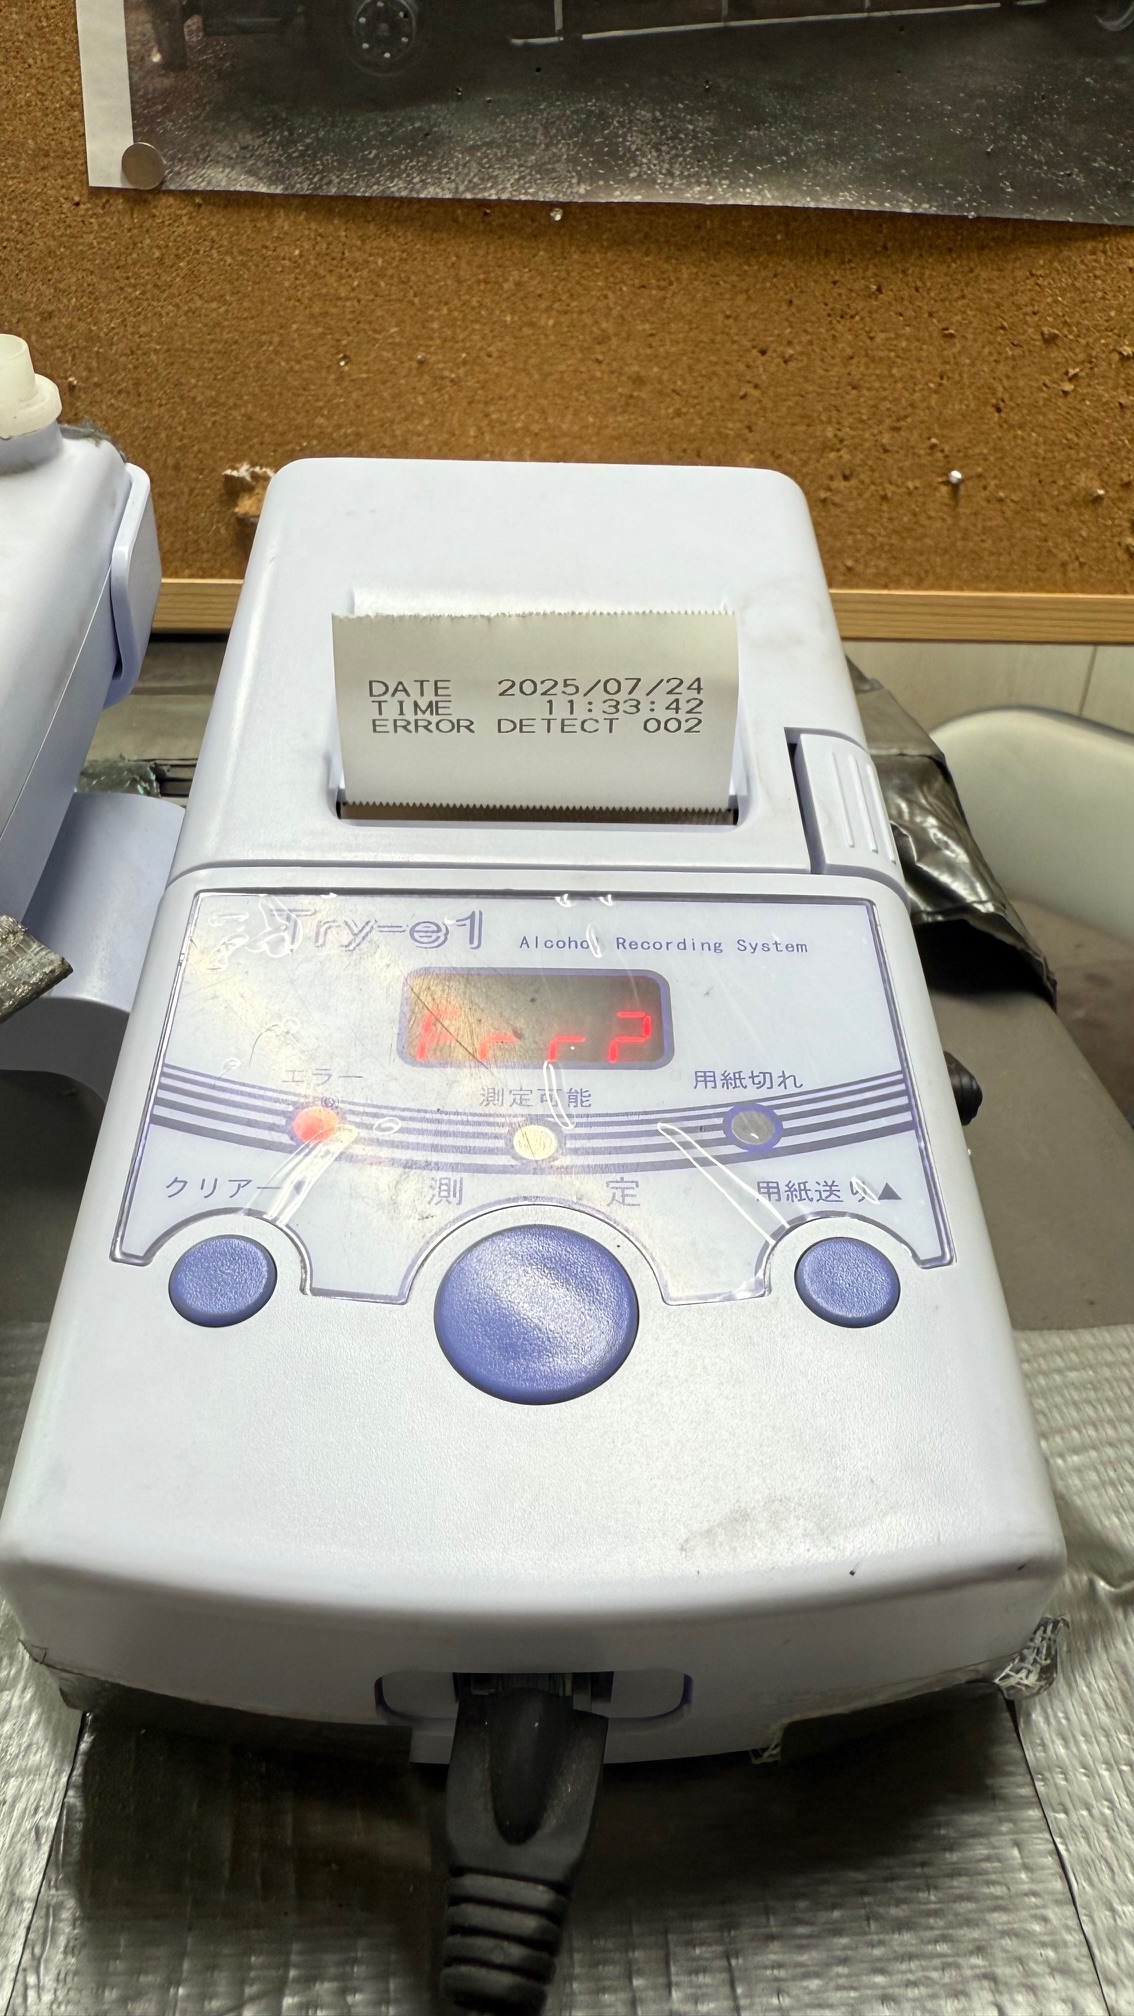 DATE 2025/07/24
TIME 11:33:42
ERROR DETECT 002
Try-e1 Alcohol Recording System
Err2
エラー 測定可能 用紙切れ
クリアー 測定 用紙送り▲